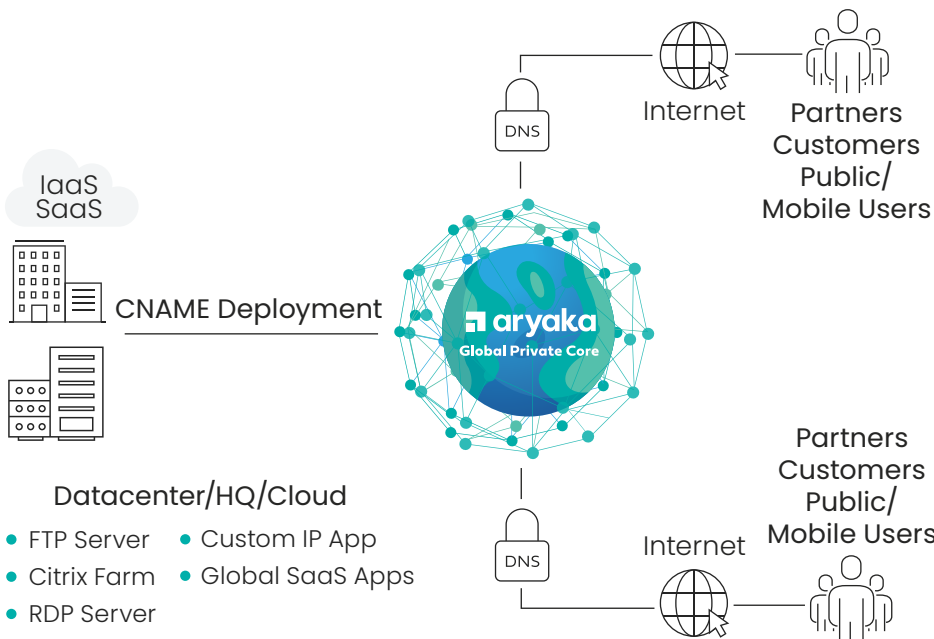 IaaS
SaaS
CNAME Deployment
Datacenter/HQ/Cloud
• FTP Server
• Citrix Farm
• RDP Server
• Custom IP App
• Global SaaS Apps
aryaka
Global Private Core
DNS
Internet
Partners
Customers
Public/
Mobile Users
DNS
Internet
Partners
Customers
Public/
Mobile Users